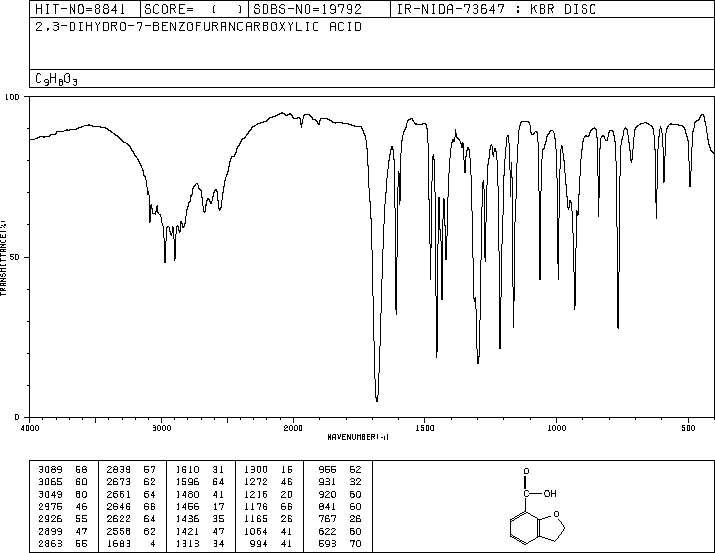 HIT-NO=8841 SCORE= ( ) SDBS-NO=19792 IR-NIDA-73647 : KBR DISC
2,3-DIHYDRO-7-BENZOFURANCARBOXYLIC ACID
C9H8O3
100
50
0
TRANSMITTANCE(%)
4000 3000 2000 1500 1000 500
WAVENUMBER(-1)
3089 58 2839 57 1610 31 1300 16 955 62
3065 60 2673 62 1596 64 1272 46 931 32
3049 60 2646 66 1480 41 1216 20 920 60
2975 46 2651 64 1456 17 1176 66 841 60
2926 55 2622 64 1436 35 1165 26 767 26
2899 47 2558 62 1421 47 1064 41 622 60
2863 55 1683 4 1313 34 994 41 593 70
O
C OH
O